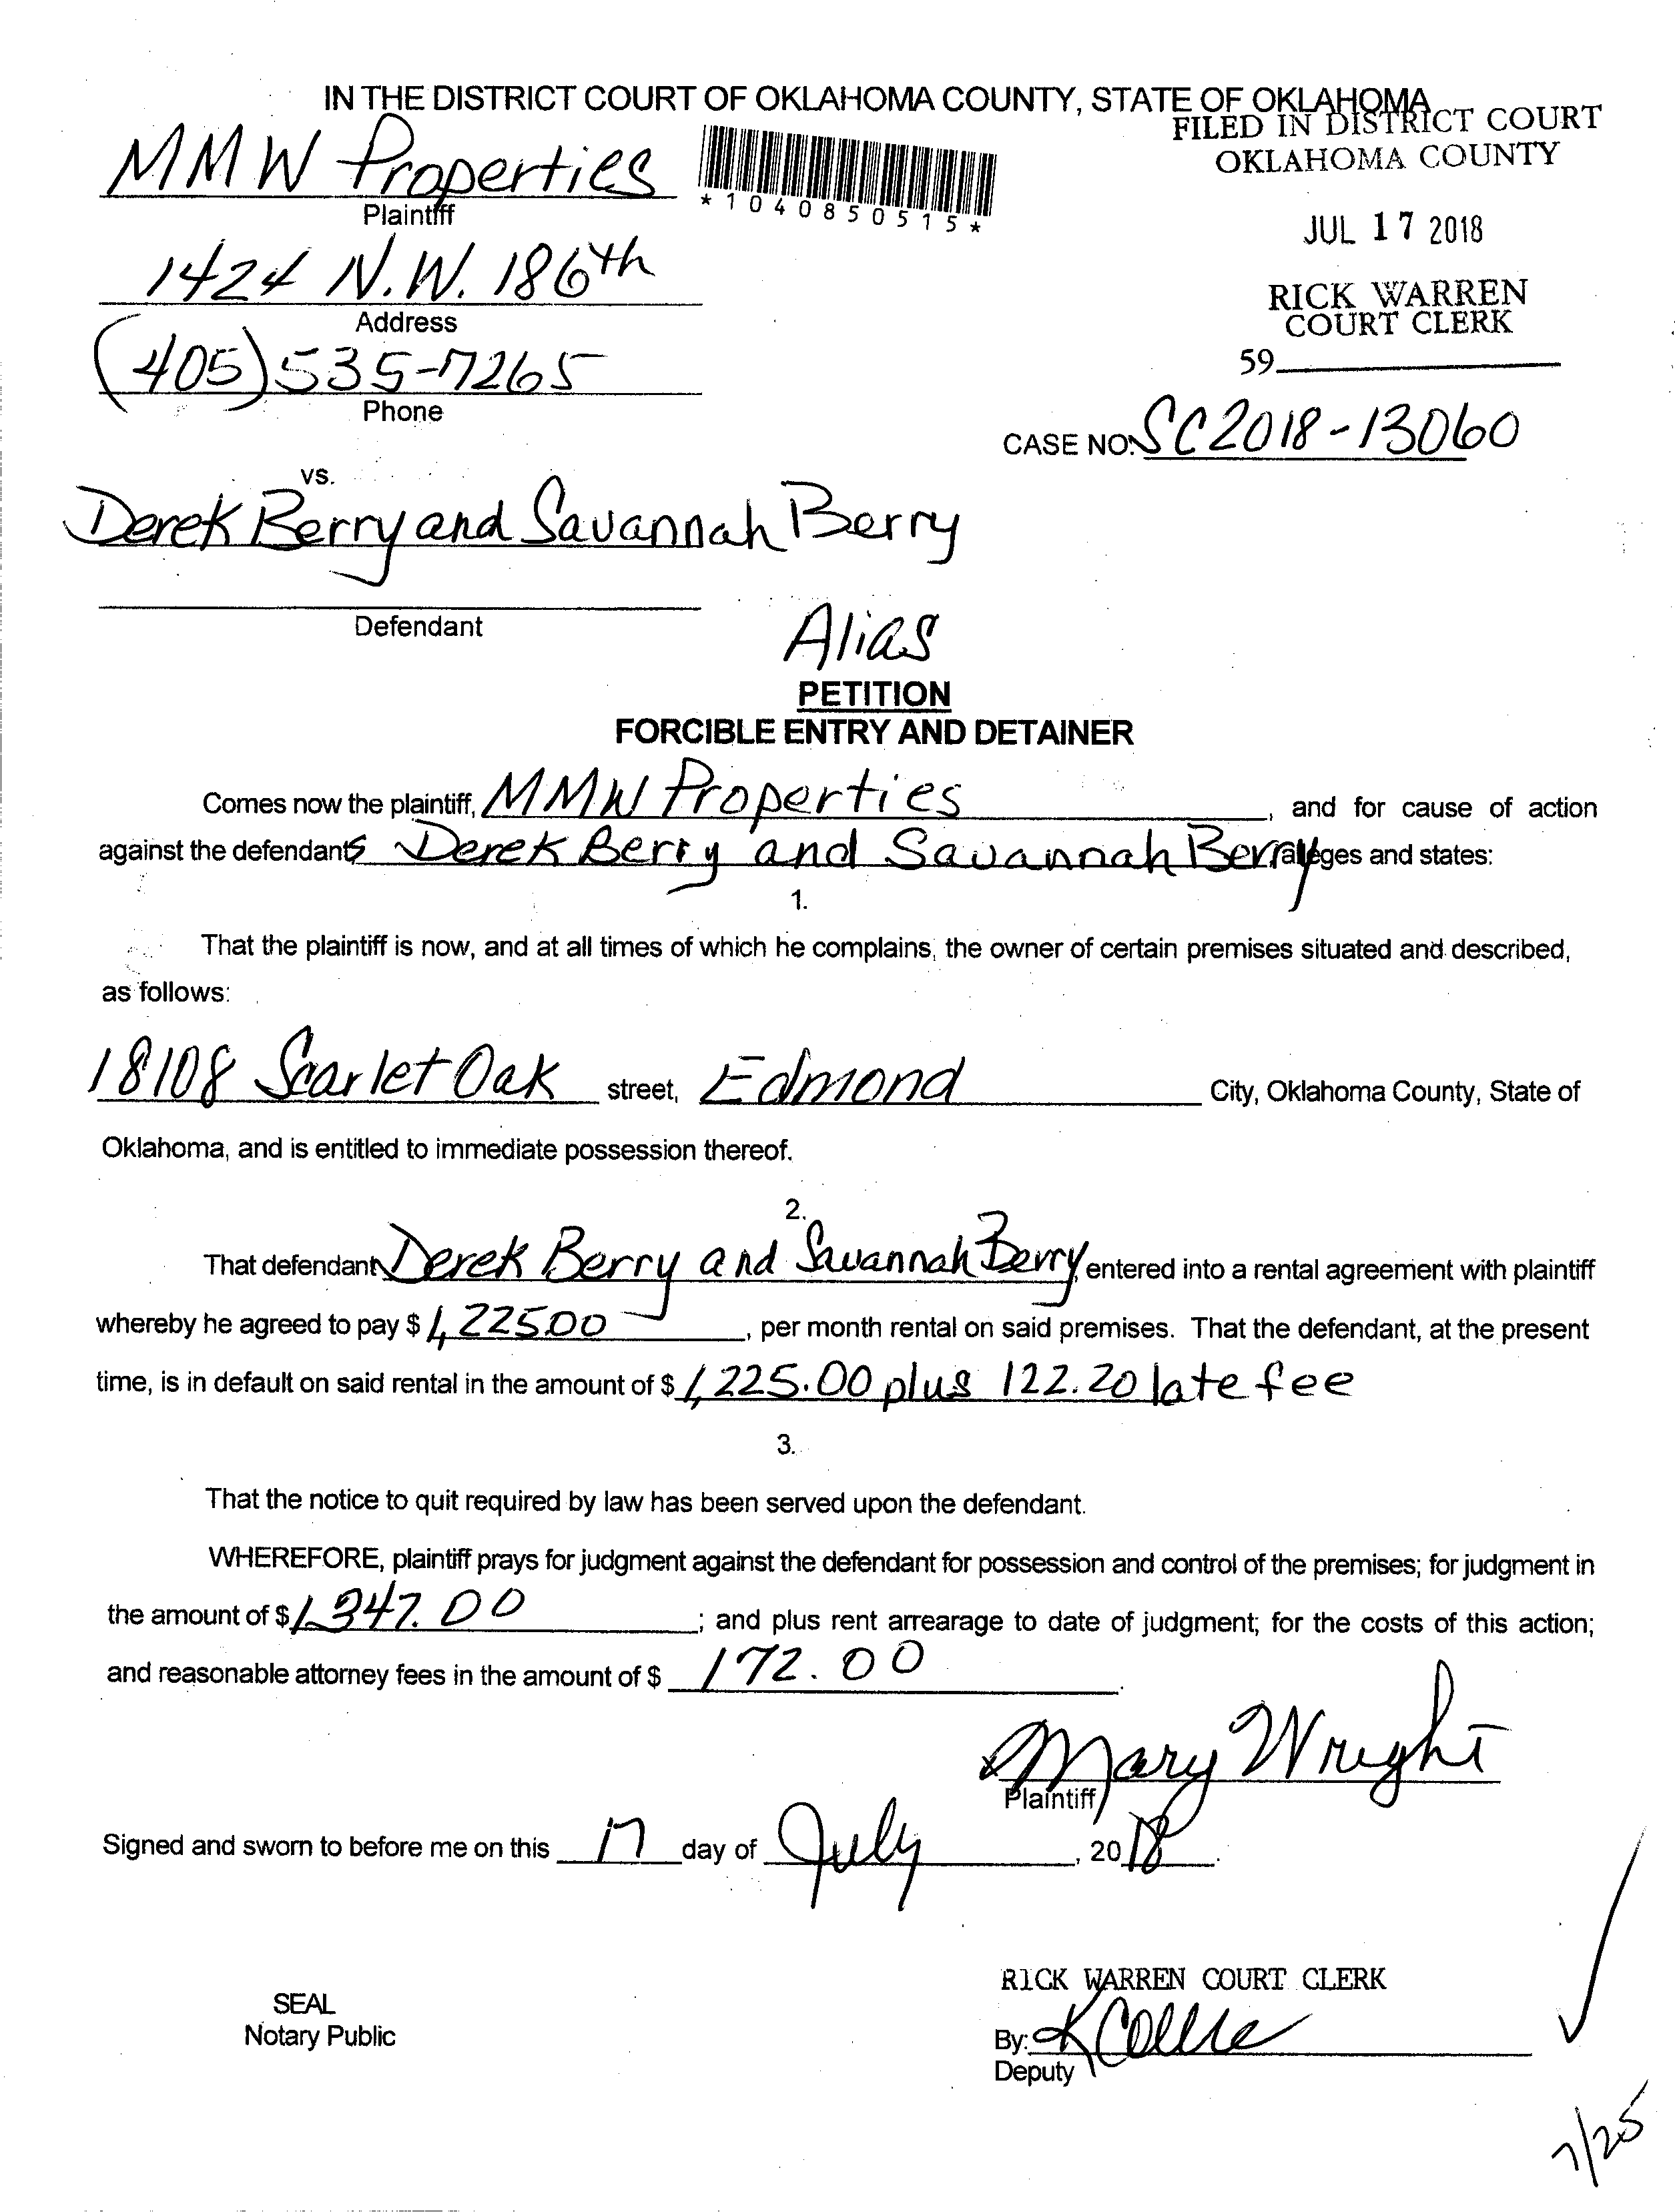 IN THE DISTRICT COURT OF OKLAHOMA COUNTY, STATE OF OKLAHOMA
FILED IN DISTRICT COURT
OKLAHOMA COUNTY
MMW Properties
Plaintiff
*1040850515*
JUL 17 2018
1424 N.W. 186th
Address
RICK WARREN
COURT CLERK
59
(405) 535-7265
Phone
CASE NO: SC2018-13060
vs.
Derek Berry and Savannah Berry
Defendant
Alias
PETITION
FORCIBLE ENTRY AND DETAINER
Comes now the plaintiff, MMW Properties, and for cause of action
against the defendants Derek Berry and Savannah Berry alleges and states:
1.
That the plaintiff is now, and at all times of which he complains, the owner of certain premises situated and described,
as follows:
18108 Scarlet Oak street, Edmond City, Oklahoma County, State of
Oklahoma, and is entitled to immediate possession thereof.
2.
That defendant Derek Berry and Savannah Berry, entered into a rental agreement with plaintiff
whereby he agreed to pay $ 1,225.00, per month rental on said premises. That the defendant, at the present
time, is in default on said rental in the amount of $ 1,225.00 plus 122.20 late fee
3.
That the notice to quit required by law has been served upon the defendant.
WHEREFORE, plaintiff prays for judgment against the defendant for possession and control of the premises; for judgment in
the amount of $ 1,347.00; and plus rent arrearage to date of judgment; for the costs of this action;
and reasonable attorney fees in the amount of $ 172.00.
x Mary Wright
Plaintiff
Signed and sworn to before me on this 17 day of July, 2018.
RICK WARREN COURT CLERK
SEAL
Notary Public
By: K Collie
Deputy
7/25